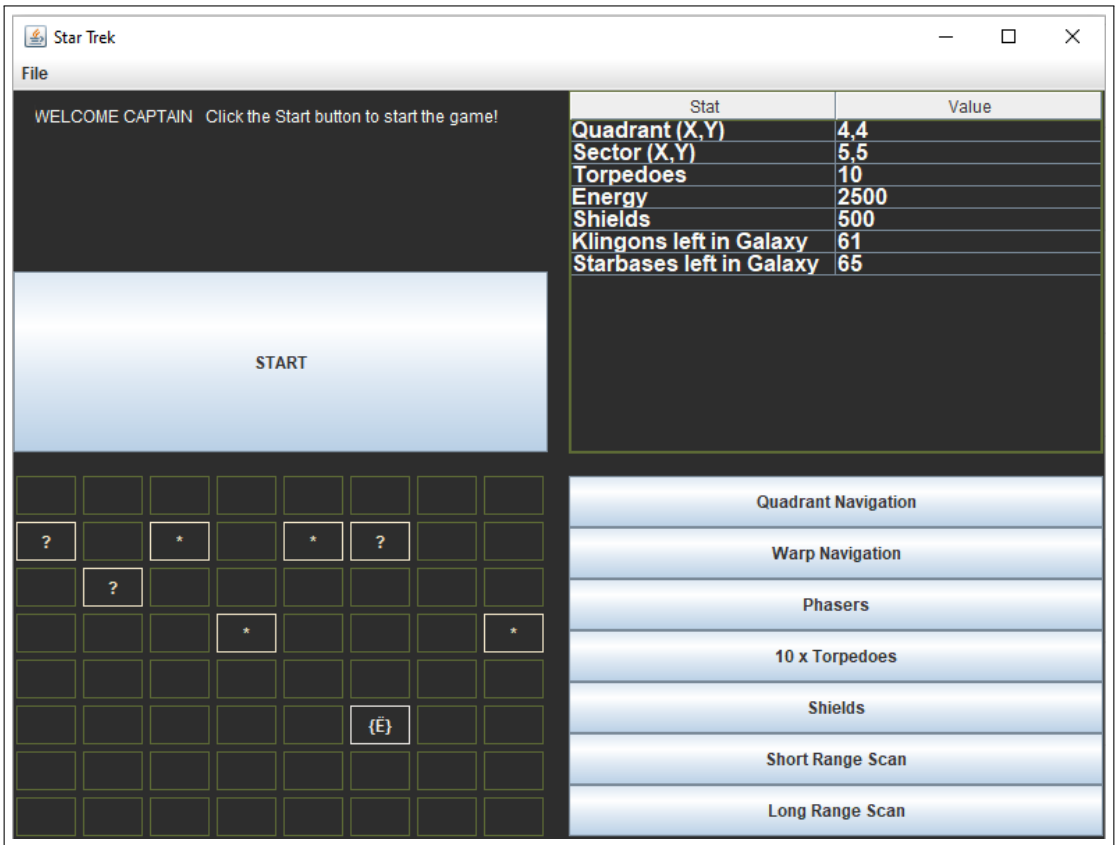 Star Trek
File
WELCOME CAPTAIN Click the Start button to start the game!
Stat Value
Quadrant (X,Y) 4,4
Sector (X,Y) 5,5
Torpedoes 10
Energy 2500
Shields 500
Klingons left in Galaxy 61
Starbases left in Galaxy 65
START
? * * ?
?
* *
{Ë}
Quadrant Navigation
Warp Navigation
Phasers
10 x Torpedoes
Shields
Short Range Scan
Long Range Scan